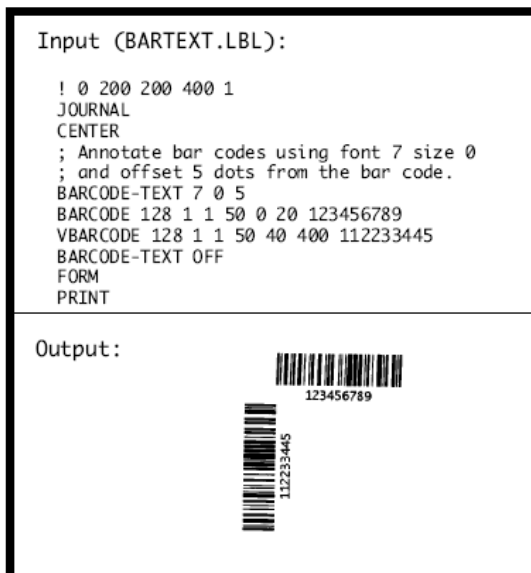 Input (BARTEXT.LBL):
! 0 200 200 400 1
JOURNAL
CENTER
; Annotate bar codes using font 7 size 0
; and offset 5 dots from the bar code.
BARCODE-TEXT 7 0 5
BARCODE 128 1 1 50 0 20 123456789
VBARCODE 128 1 1 50 40 400 112233445
BARCODE-TEXT OFF
FORM
PRINT
Output:
123456789
112233445